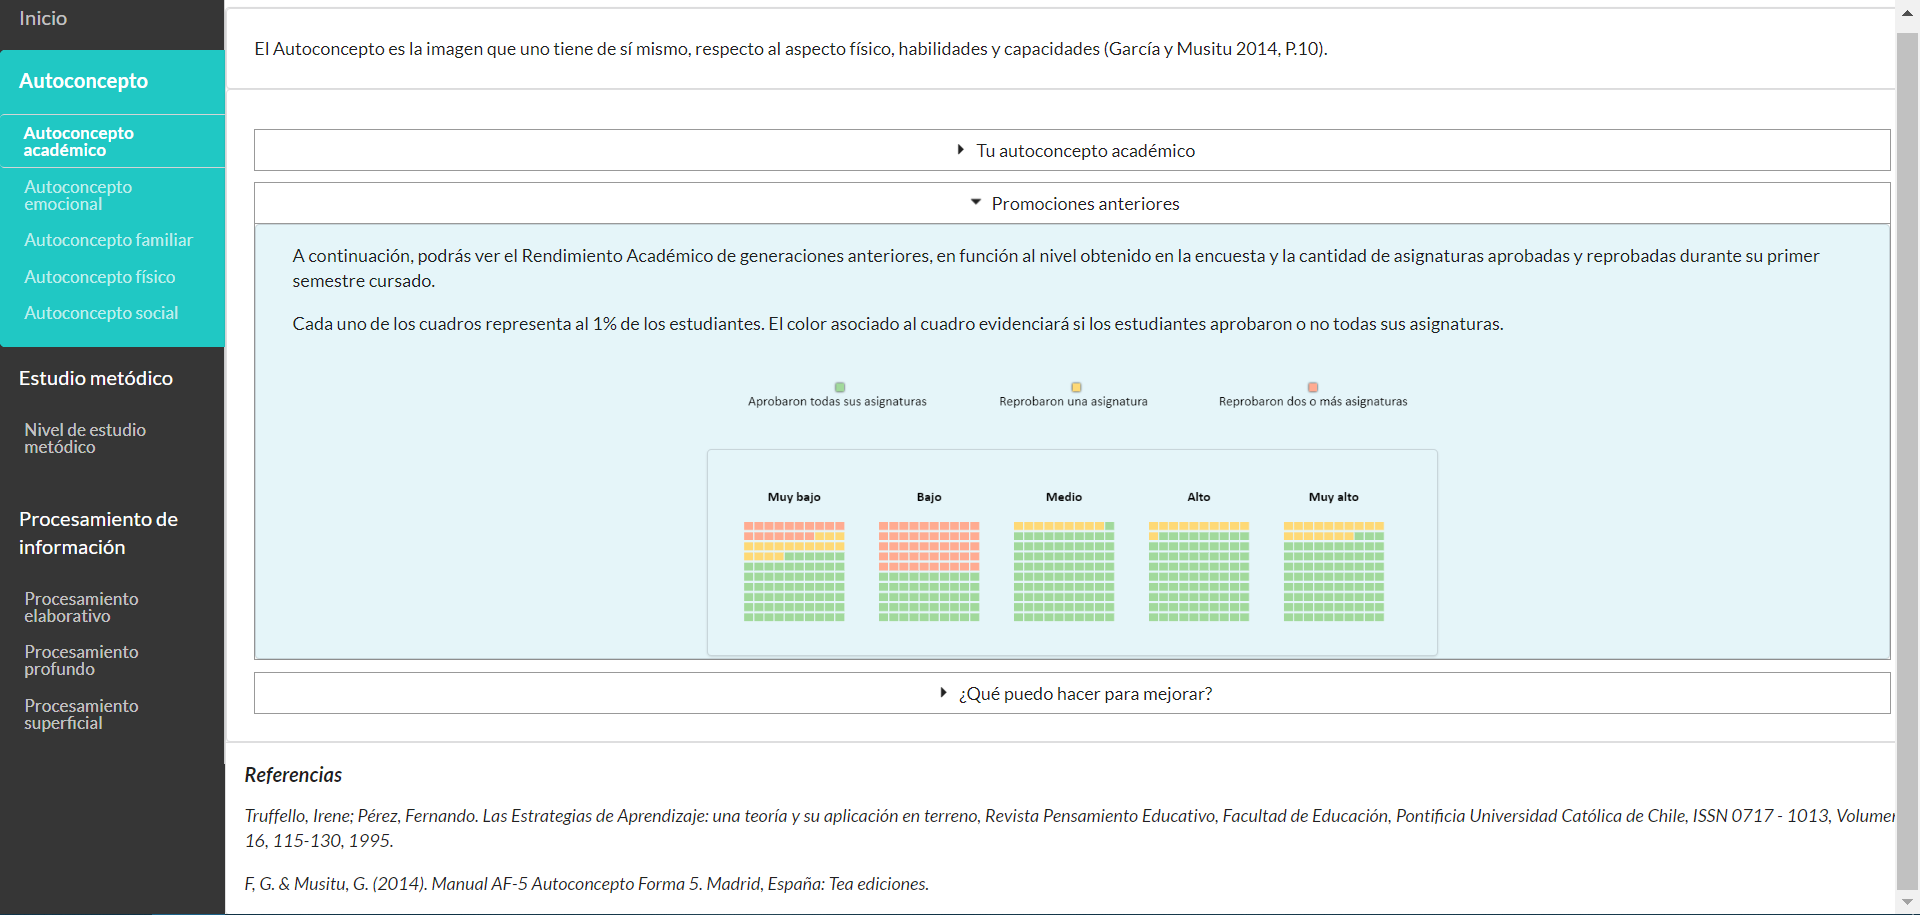 Inicio
Autoconcepto
Autoconcepto
académico
Autoconcepto
emocional
Autoconcepto familiar
Autoconcepto físico
Autoconcepto social
Estudio metódico
Nivel de estudio
metódico
Procesamiento de
información
Procesamiento
elaborativo
Procesamiento
profundo
Procesamiento
superficial
El Autoconcepto es la imagen que uno tiene de sí mismo, respecto al aspecto físico, habilidades y capacidades (García y Musitu 2014, P.10).
Tu autoconcepto académico
Promociones anteriores
A continuación, podrás ver el Rendimiento Académico de generaciones anteriores, en función al nivel obtenido en la encuesta y la cantidad de asignaturas aprobadas y reprobadas durante su primer
semestre cursado.
Cada uno de los cuadros representa al 1% de los estudiantes. El color asociado al cuadro evidenciará si los estudiantes aprobaron o no todas sus asignaturas.
Aprobaron todas sus asignaturas
Reprobaron una asignatura
Reprobaron dos o más asignaturas
Muy bajo
Bajo
Medio
Alto
Muy alto
¿Qué puedo hacer para mejorar?
Referencias
Truffello, Irene; Pérez, Fernando. Las Estrategias de Aprendizaje: una teoría y su aplicación en terreno, Revista Pensamiento Educativo, Facultad de Educación, Pontificia Universidad Católica de Chile, ISSN 0717 - 1013, Volumen
16, 115-130, 1995.
F, G. & Musitu, G. (2014). Manual AF-5 Autoconcepto Forma 5. Madrid, España: Tea ediciones.